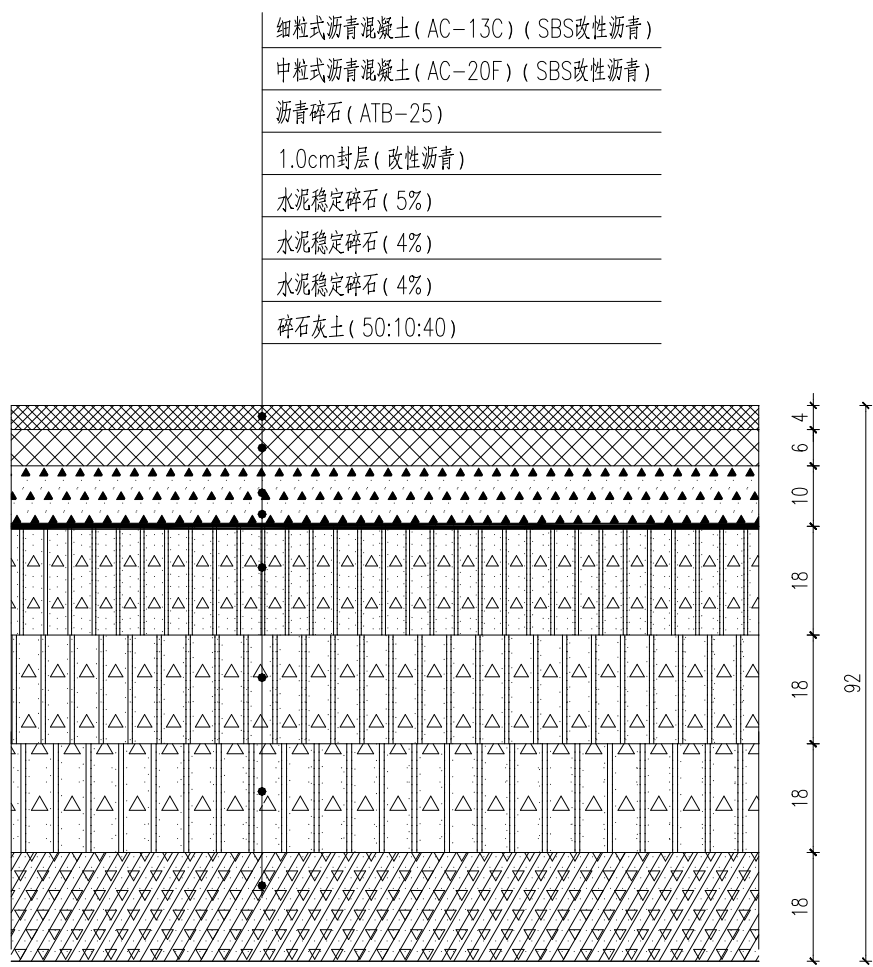 细粒式沥青混凝土(AC-13C)(SBS改性沥青)
中粒式沥青混凝土(AC-20F)(SBS改性沥青)
沥青碎石(ATB-25)
1.0cm封层(改性沥青)
水泥稳定碎石(5%)
水泥稳定碎石(4%)
水泥稳定碎石(4%)
碎石灰土(50:10:40)
4
6
10
18
18
18
18
92